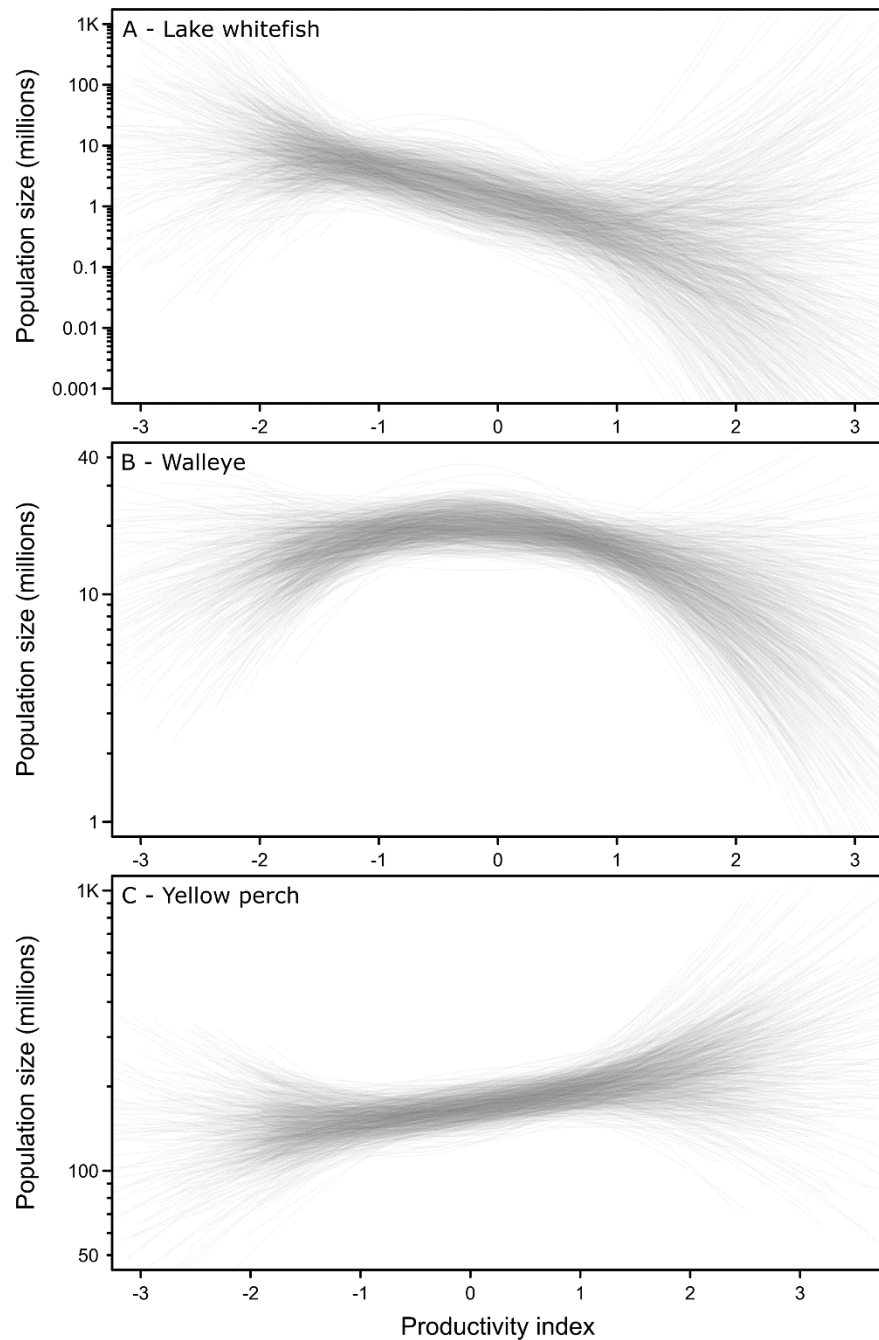 A - Lake whitefish
Population size (millions)
1K
100
10
1
0.1
0.01
0.001
-3 -2 -1 0 1 2 3
B - Walleye
Population size (millions)
40
10
1
-3 -2 -1 0 1 2 3
C - Yellow perch
Population size (millions)
1K
100
50
-3 -2 -1 0 1 2 3
Productivity index